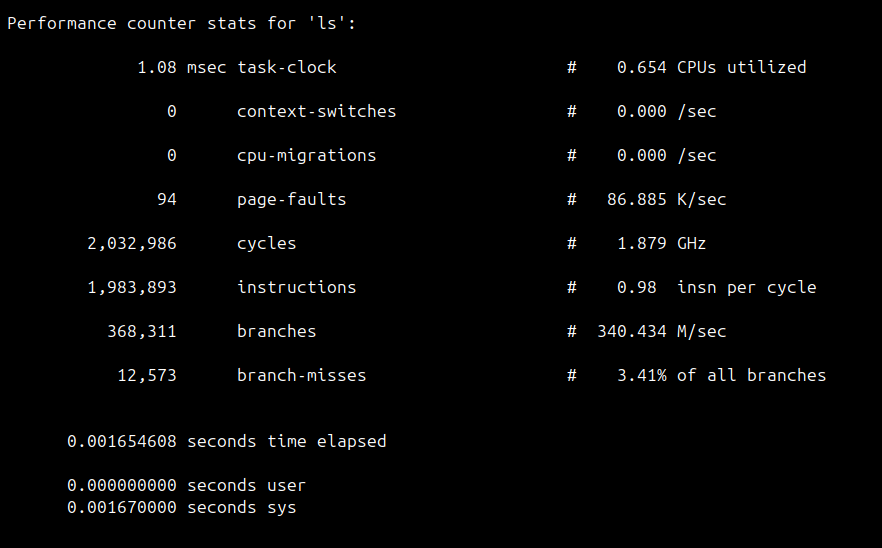 Performance counter stats for 'ls':
1.08 msec task-clock # 0.654 CPUs utilized
0 context-switches # 0.000 /sec
0 cpu-migrations # 0.000 /sec
94 page-faults # 86.885 K/sec
2,032,986 cycles # 1.879 GHz
1,983,893 instructions # 0.98 insn per cycle
368,311 branches # 340.434 M/sec
12,573 branch-misses # 3.41% of all branches
0.001654608 seconds time elapsed
0.000000000 seconds user
0.001670000 seconds sys